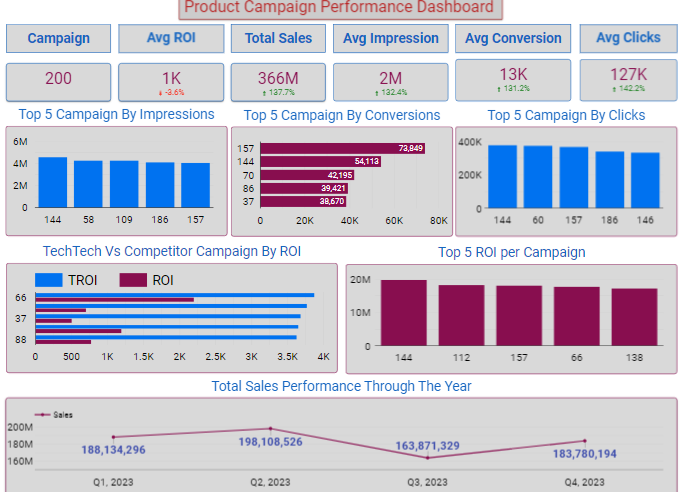 Product Campaign Performance Dashboard
Campaign Avg ROI Total Sales Avg Impression Avg Conversion Avg Clicks
200 1K 366M 2M 13K 127K
-3.6% 137.7% 132.4% 131.2% 142.2%
Top 5 Campaign By Impressions
6M
4M
2M
0
144 58 109 186 157
Top 5 Campaign By Conversions
157 73,849
144 54,113
70 42,195
86 39,421
37 38,670
0 20K 40K 60K 80K
Top 5 Campaign By Clicks
400K
200K
0
144 60 157 186 146
TechTech Vs Competitor Campaign By ROI
TROI ROI
66
37
88
0 500 1K 1.5K 2K 2.5K 3K 3.5K 4K
Top 5 ROI per Campaign
20M
10M
0
144 112 157 66 138
Total Sales Performance Through The Year
Sales
200M
180M
160M
188,134,296 198,108,526 163,871,329 183,780,194
Q1, 2023 Q2, 2023 Q3, 2023 Q4, 2023